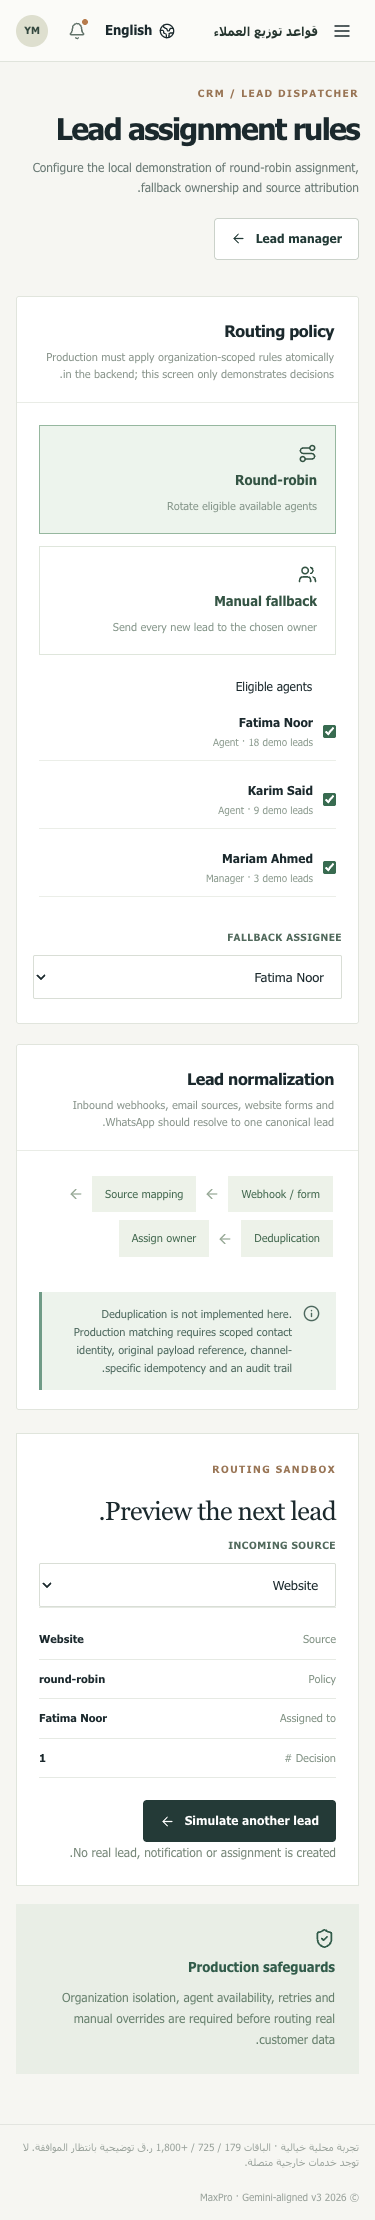 قواعد توزيع العملاء
English
YM
CRM / LEAD DISPATCHER
Lead assignment rules
Configure the local demonstration of round-robin assignment,
fallback ownership and source attribution.
Lead manager
Routing policy
Production must apply organization-scoped rules atomically
in the backend; this screen only demonstrates decisions.
Round-robin
Rotate eligible available agents
Manual fallback
Send every new lead to the chosen owner
Eligible agents
Fatima Noor
Agent · 18 demo leads
Karim Said
Agent · 9 demo leads
Mariam Ahmed
Manager · 3 demo leads
FALLBACK ASSIGNEE
Fatima Noor
Lead normalization
Inbound webhooks, email sources, website forms and
WhatsApp should resolve to one canonical lead.
Webhook / form ← Source mapping ←
Deduplication ← Assign owner
Deduplication is not implemented here.
Production matching requires scoped contact
identity, original payload reference, channel-
specific idempotency and an audit trail.
ROUTING SANDBOX
Preview the next lead.
INCOMING SOURCE
Website
Source Website
Policy round-robin
Assigned to Fatima Noor
Decision # 1
Simulate another lead
No real lead, notification or assignment is created.
Production safeguards
Organization isolation, agent availability, retries and
manual overrides are required before routing real
customer data.
تجربة محلية خيالية · الباقات 179 / 725 / 1,800+ ر.ق توضيحية بانتظار الموافقة. لا
توجد خدمات خارجية متصلة.
© 2026 MaxPro · Gemini-aligned v3